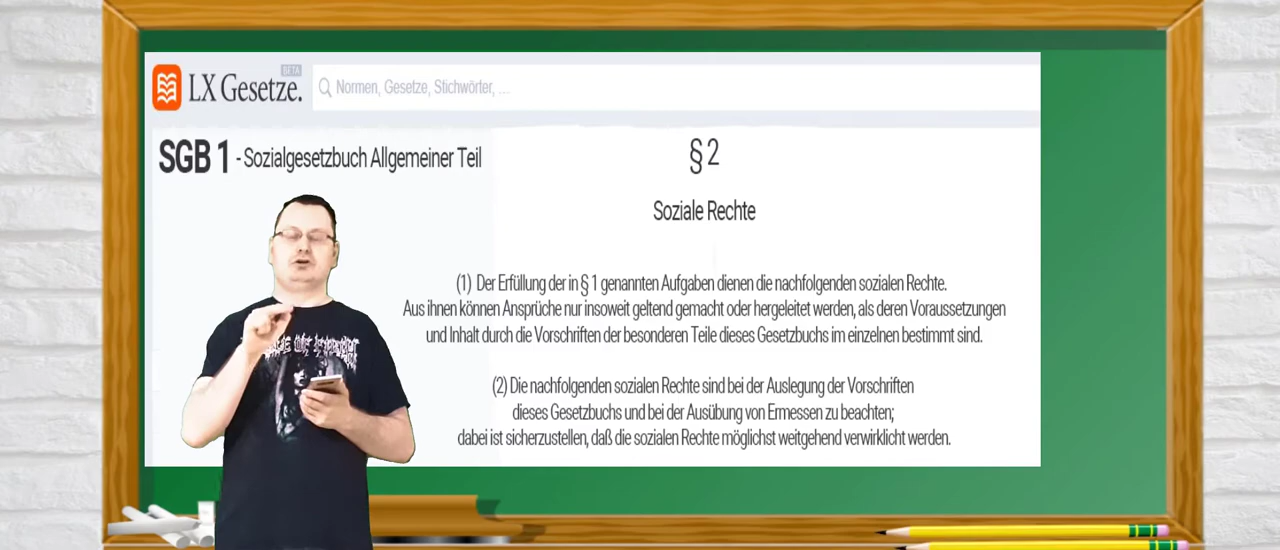 BETA
LX Gesetze.
Normen, Gesetze, Stichwörter, ...
SGB 1 - Sozialgesetzbuch Allgemeiner Teil
§ 2
Soziale Rechte
(1) Der Erfüllung der in § 1 genannten Aufgaben dienen die nachfolgenden sozialen Rechte.
Aus ihnen können Ansprüche nur insoweit geltend gemacht oder hergeleitet werden, als deren Voraussetzungen
und Inhalt durch die Vorschriften der besonderen Teile dieses Gesetzbuchs im einzelnen bestimmt sind.
(2) Die nachfolgenden sozialen Rechte sind bei der Auslegung der Vorschriften
dieses Gesetzbuchs und bei der Ausübung von Ermessen zu beachten;
dabei ist sicherzustellen, daß die sozialen Rechte möglichst weitgehend verwirklicht werden.